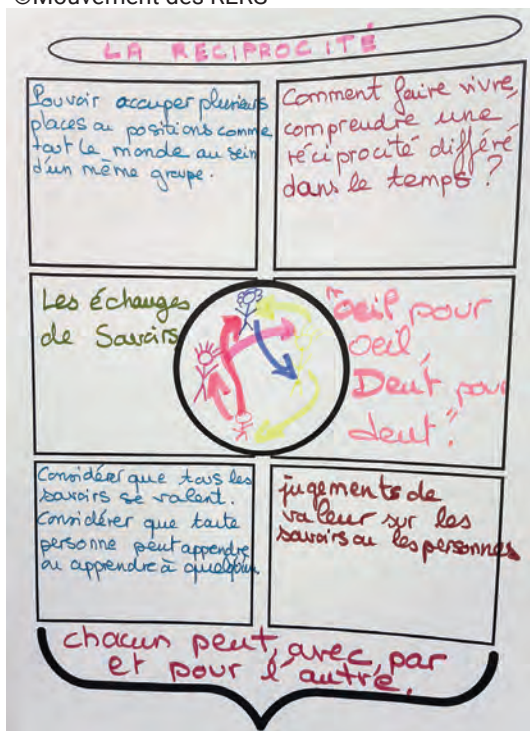 ©Mouvement des RERS
LA RÉCIPROCITÉ
Pouvoir occuper plusieurs
places ou positions comme
tout le monde au sein
d'un même groupe.
Comment faire vivre,
comprendre une
réciprocité différé
dans le temps ?
Les échanges
de Savoirs
"oeil pour
oeil,
Dent pour
dent."
Considérer que tous les
savoirs se valent.
Considérer que toute
personne peut apprendre
ou apprendre à quelqu'un
jugements de
valeur sur les
savoirs ou les personnes
chacun peut, avec, par
et pour l'autre.